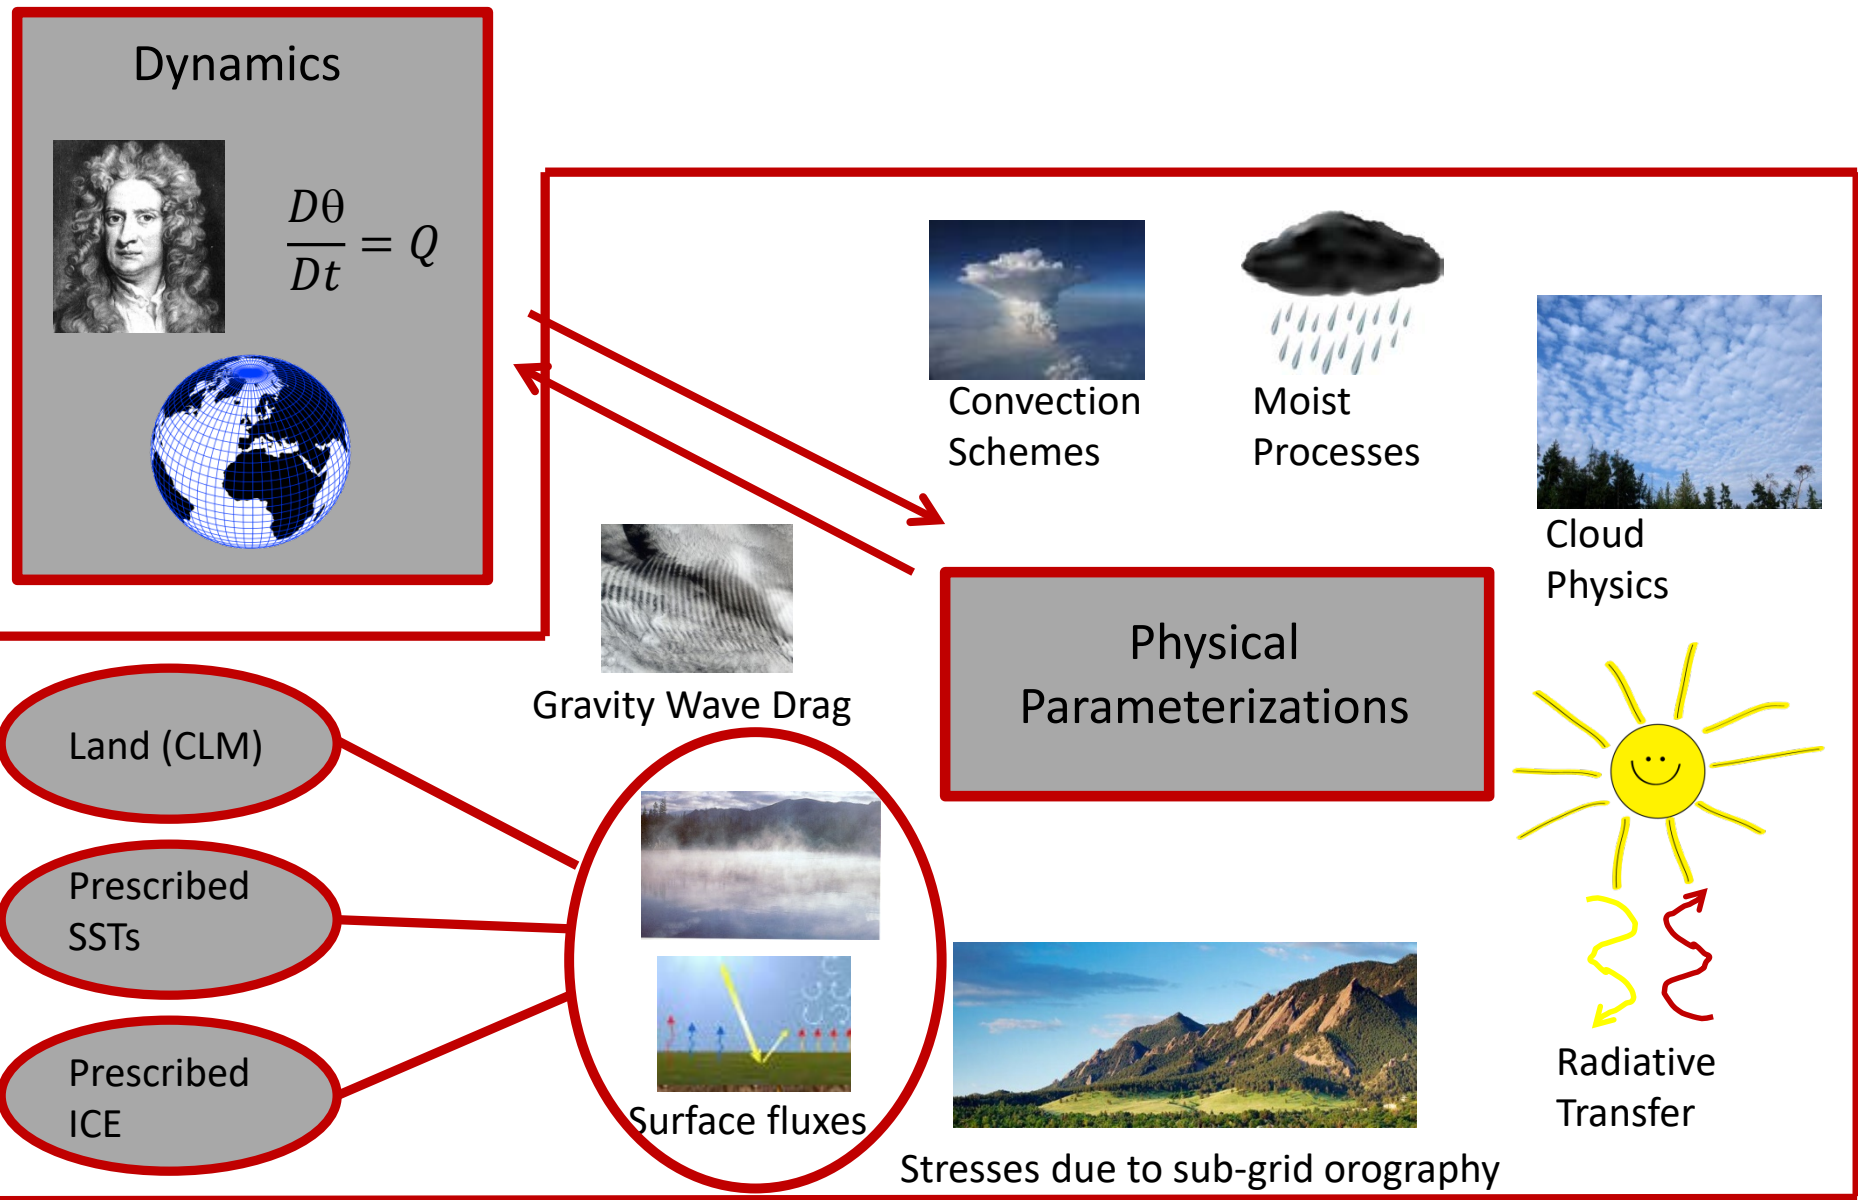 Dynamics
Dθ
Dt
= Q
Convection
Schemes
Moist
Processes
Cloud
Physics
Gravity Wave Drag
Physical
Parameterizations
Land (CLM)
Prescribed
SSTs
Prescribed
ICE
Surface fluxes
Stresses due to sub-grid orography
Radiative
Transfer